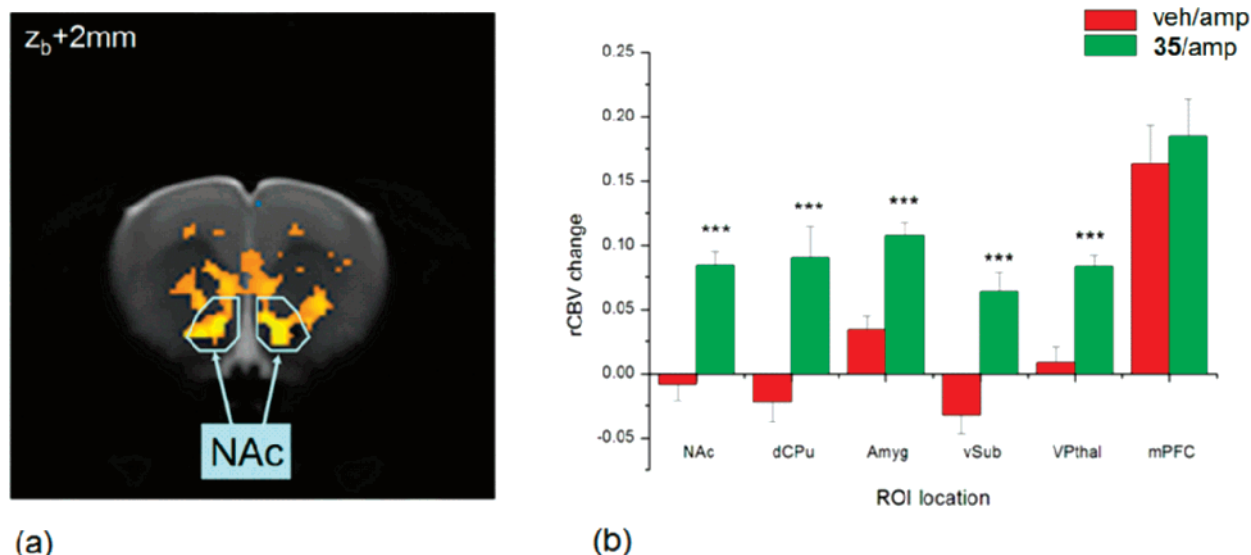 z_b+2mm
NAc
(a)
veh/amp
35/amp
0.25
0.20
0.15
0.10
0.05
0.00
-0.05
rCBV change
***
***
***
***
***
NAc dCPu Amyg vSub VPthal mPFC
ROI location
(b)